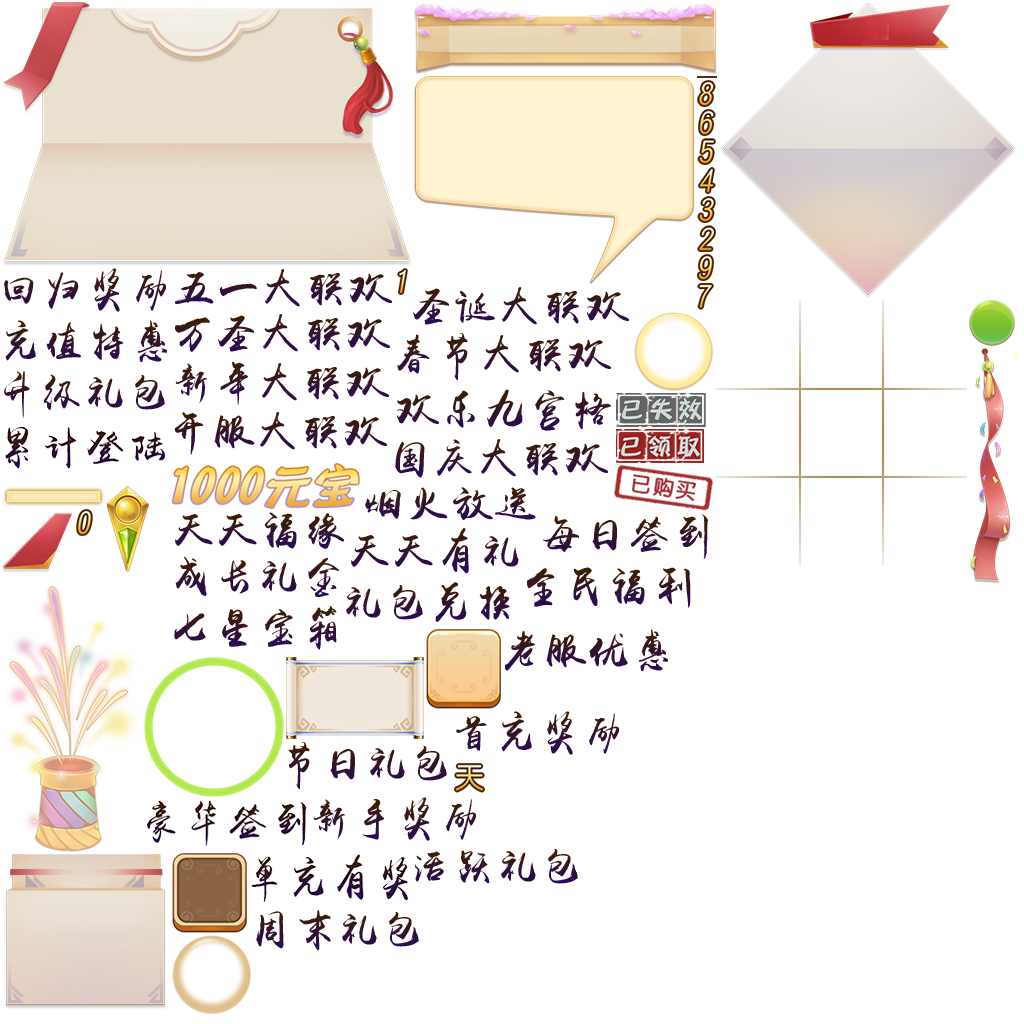 8
6
5
4
3
2
9
7
回归奖励
五一大联欢
1
圣诞大联欢
充值特惠
万圣大联欢
春节大联欢
升级礼包
新年大联欢
欢乐九宫格
已失效
累计登陆
开服大联欢
国庆大联欢
已领取
1000元宝
已购买
烟火放送
0
天天福缘
天天有礼
每日签到
成长礼金
礼包兑换
全民福利
七星宝箱
老服优惠
首充奖励
节日礼包
天
豪华签到
新手奖励
单充有奖
活跃礼包
周末礼包